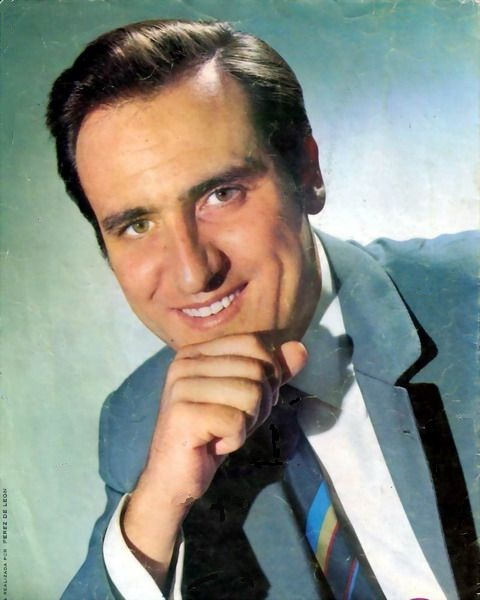 REALIZADA POR PEREZ DE LEON